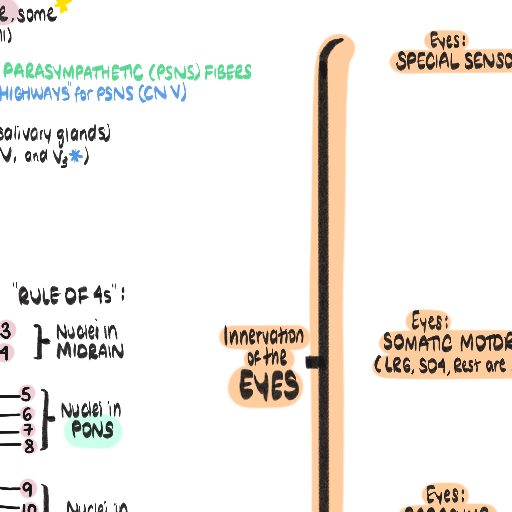 , some
PARASYMPATHETIC (PSNS) FIBERS
HIGHWAYS" for PSNS (CN V)
salivary glands)
V, and V3*)
"RULE OF 4s":
3
4
Nuclei in
MIDRAIN
5
6
7
8
Nuclei in
PONS
9
10
Nuclei in
Innervation
of the
EYES
Eyes:
SPECIAL SENSO
Eyes:
SOMATIC MOTOR
(LR6, SO4, Rest are
Eyes: